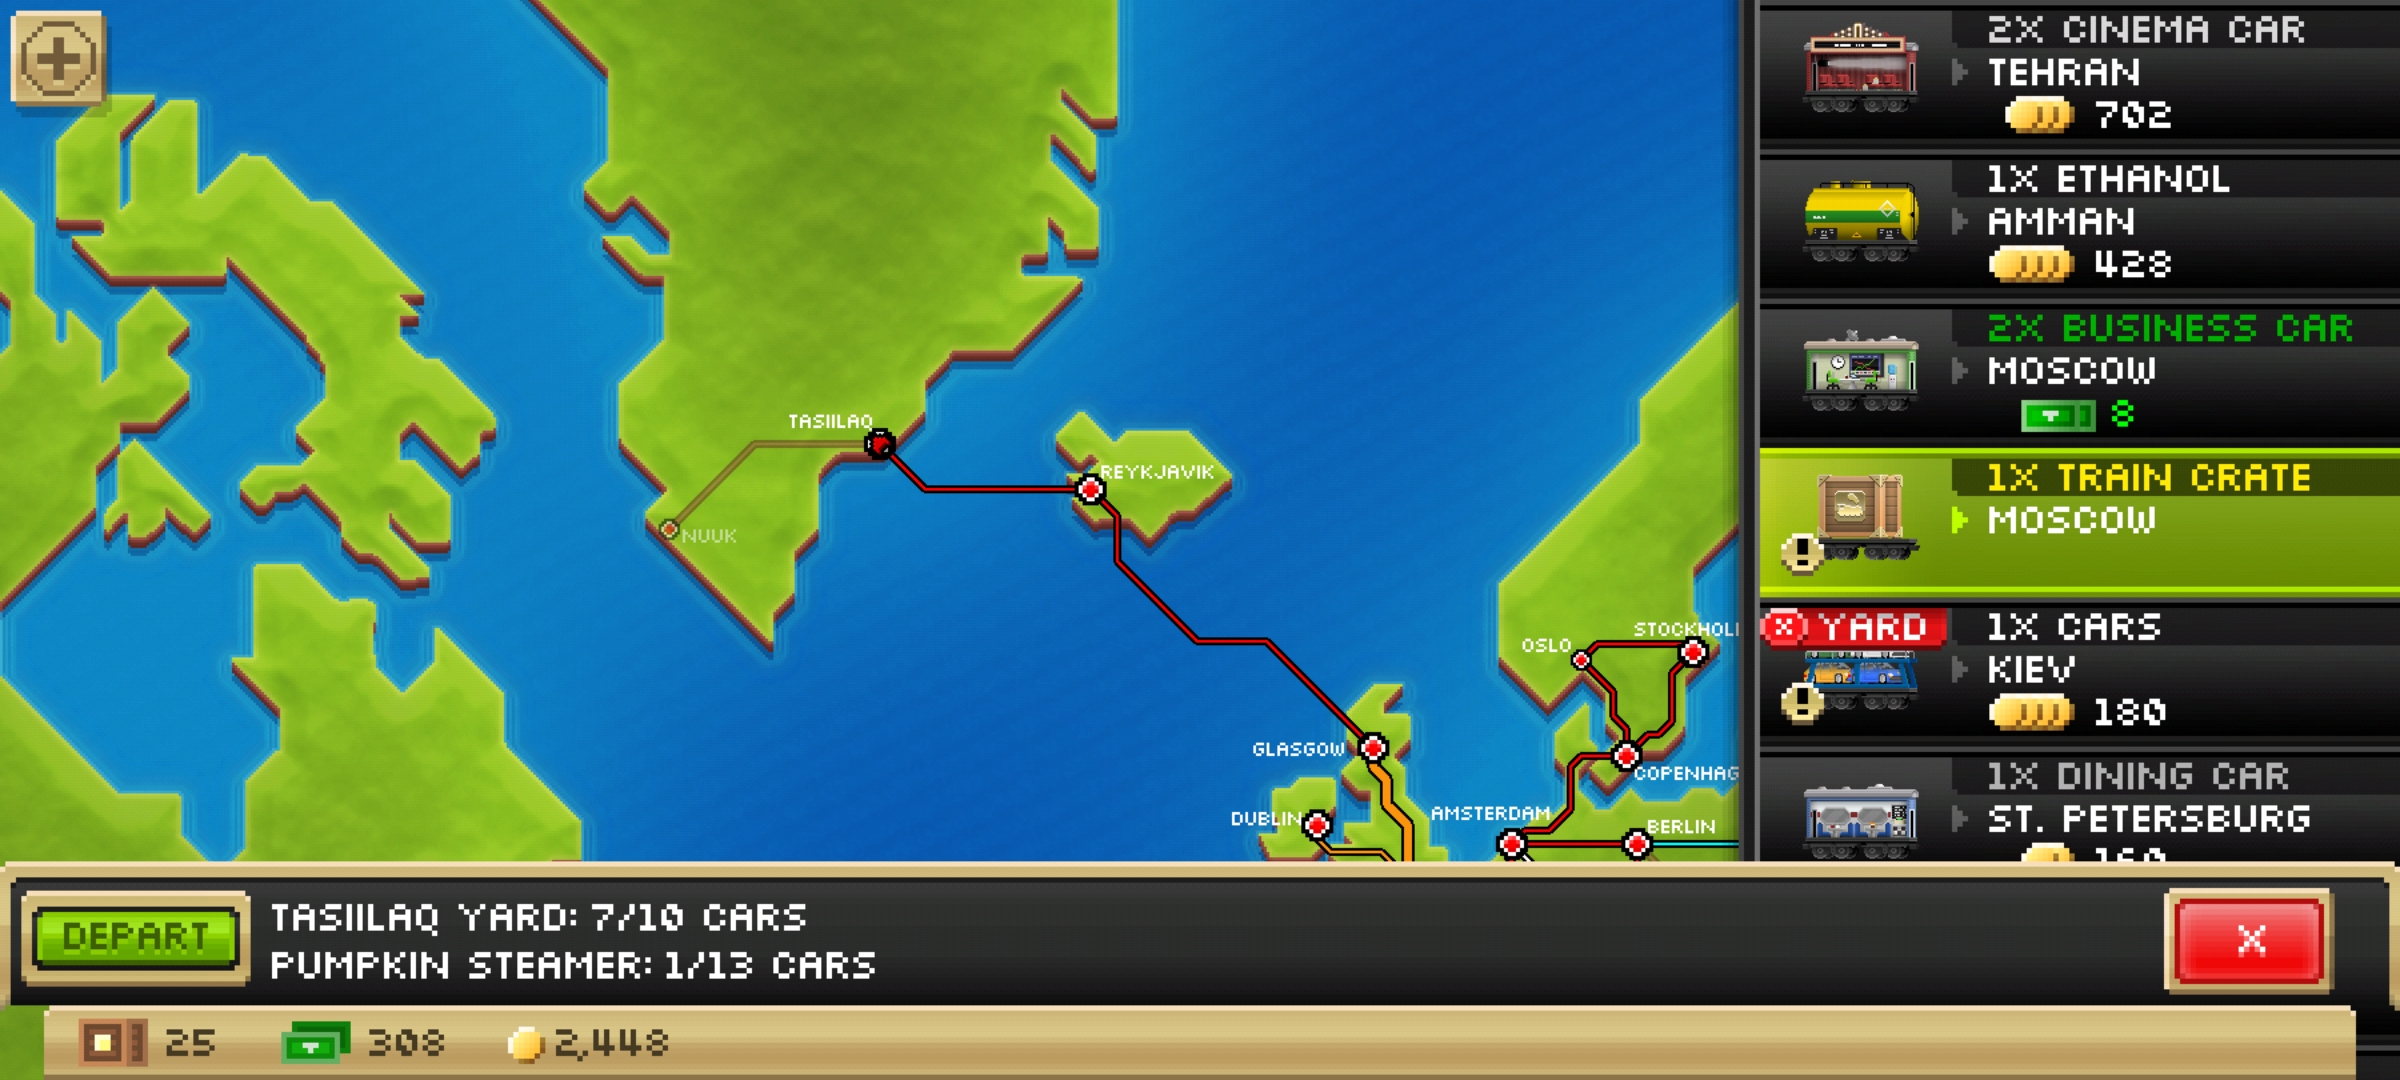 2X CINEMA CAR
TEHRAN
702
1X ETHANOL
AMMAN
428
2X BUSINESS CAR
MOSCOW
8
1X TRAIN CRATE
MOSCOW
YARD
1X CARS
KIEV
180
1X DINING CAR
ST. PETERSBURG
TASIILAQ
REYKJAVIK
NUUK
OSLO
STOCKHOL
GLASGOW
COPENHAG
DUBLIN
AMSTERDAM
BERLIN
DEPART
TASIILAQ YARD: 7/10 CARS
PUMPKIN STEAMER: 1/13 CARS
X
25
308
2,448